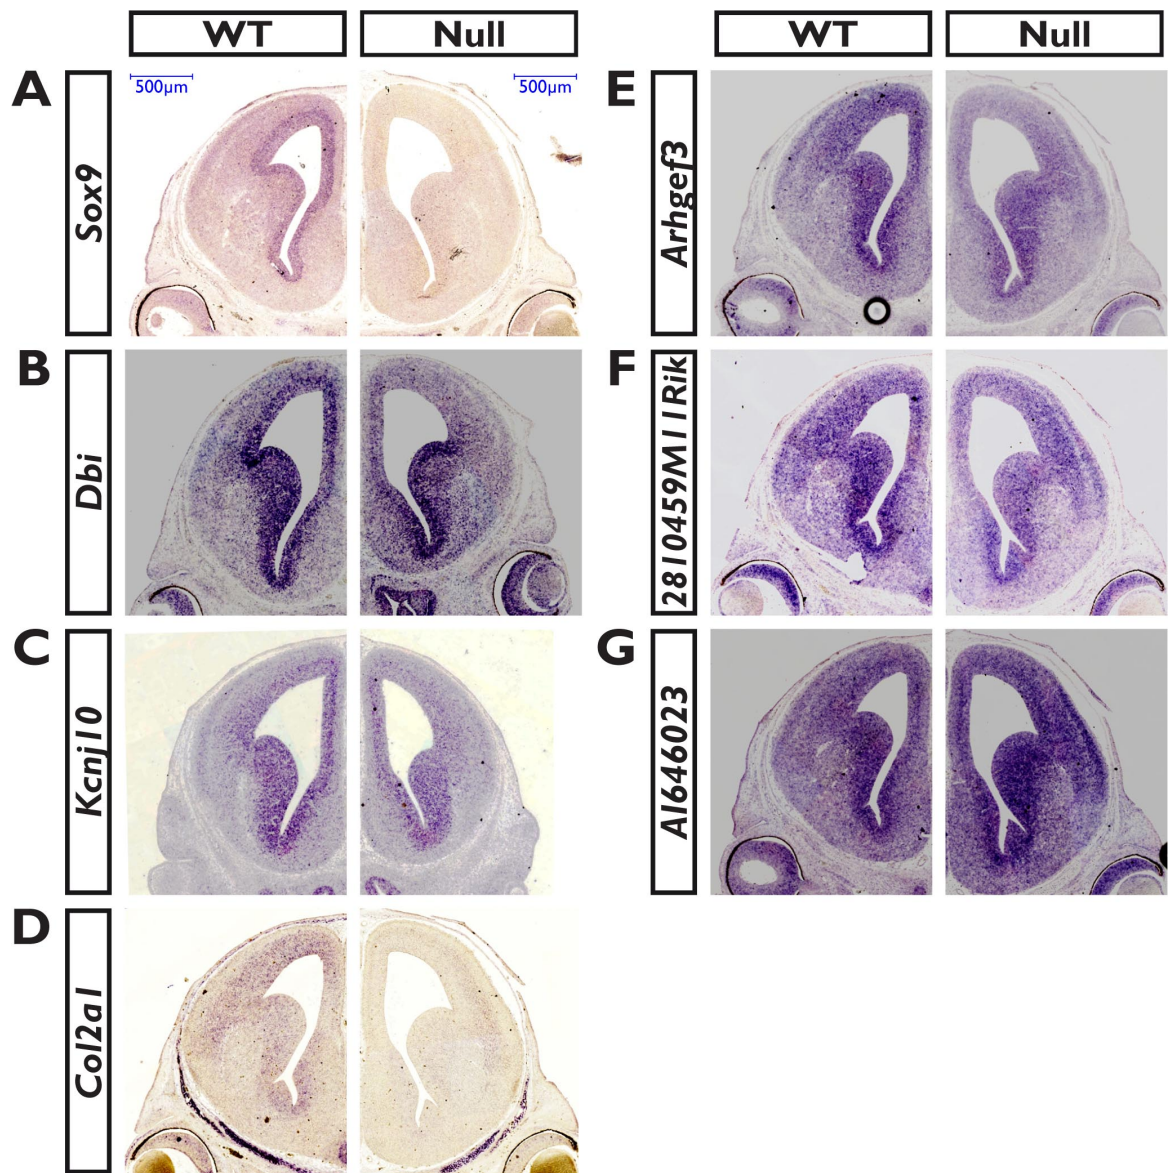 WT Null WT Null
A Sox9 500µm 500µm
E Arhgef3
B Dbi
F 2810459M11Rik
C Kcnj10
G AI646023
D Col2a1